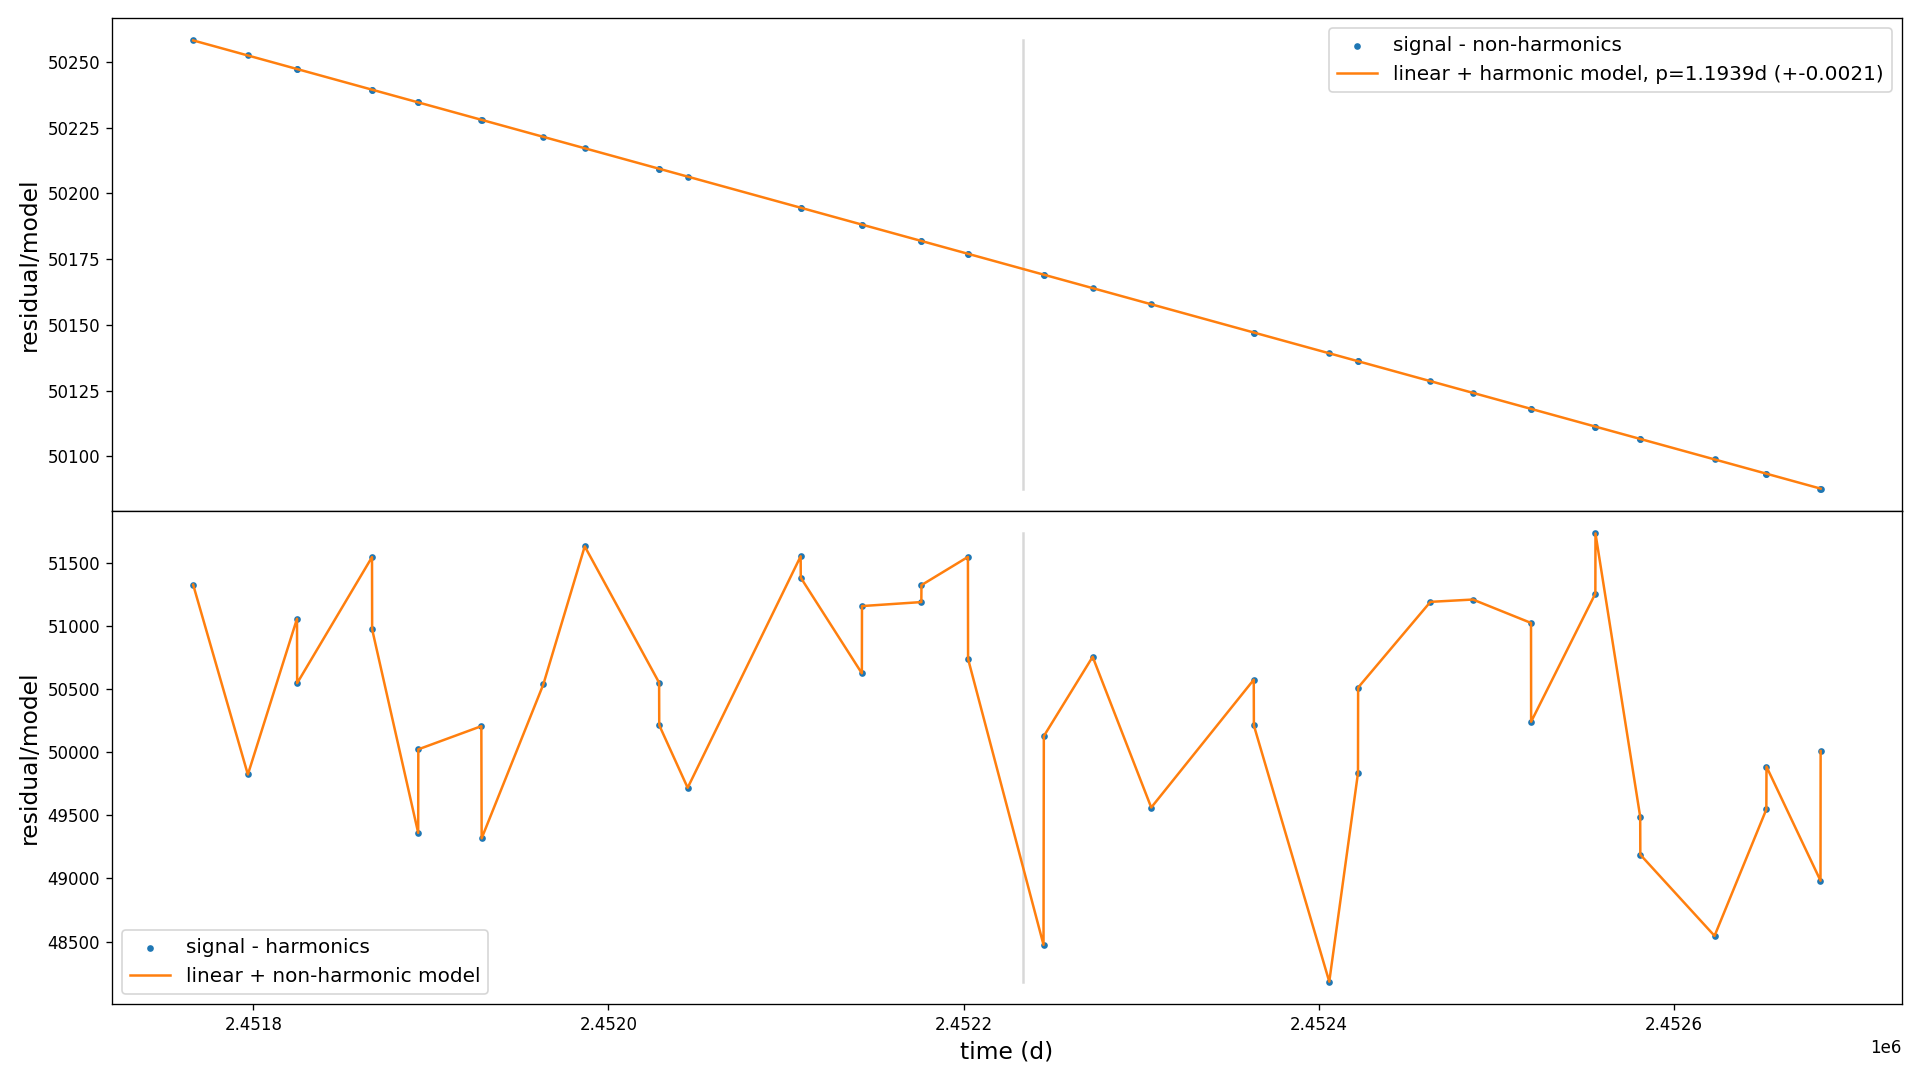 signal - non-harmonics
linear + harmonic model, p=1.1939d (+-0.0021)
50250
50225
50200
50175
50150
50125
50100
residual/model
51500
51000
50500
50000
49500
49000
48500
residual/model
signal - harmonics
linear + non-harmonic model
2.4518 2.4520 2.4522 2.4524 2.4526
time (d)
1e6